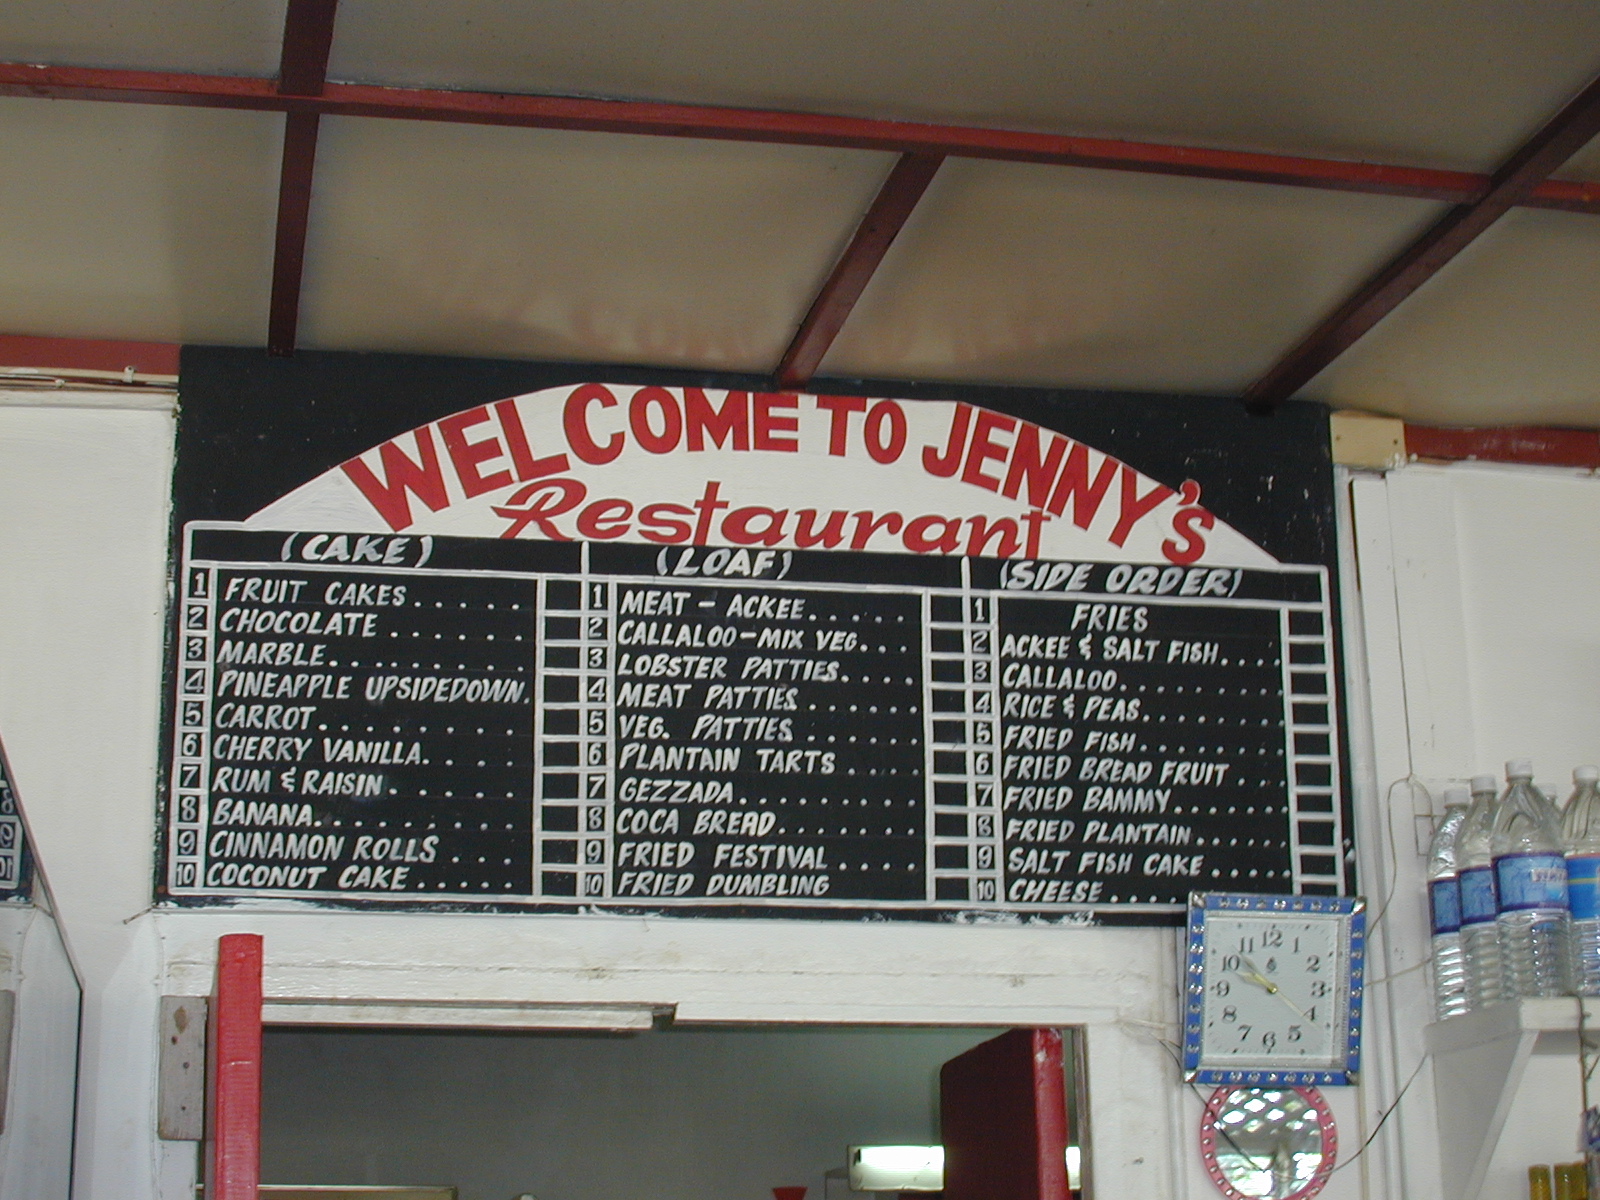 WELCOME TO JENNY'S
Restaurant
(CAKE)
1 FRUIT CAKES......
2 CHOCOLATE......
3 MARBLE.........
4 PINEAPPLE UPSIDEDOWN.
5 CARROT........
6 CHERRY VANILLA.....
7 RUM & RAISIN......
8 BANANA.........
9 CINNAMON ROLLS...
10 COCONUT CAKE.....
(LOAF)
1 MEAT - ACKEE......
2 CALLALOO-MIX VEG...
3 LOBSTER PATTIES....
4 MEAT PATTIES......
5 VEG. PATTIES......
6 PLANTAIN TARTS....
7 GEZZADA.........
8 COCA BREAD.......
9 FRIED FESTIVAL....
10 FRIED DUMBLING
(SIDE ORDER)
1 FRIES
2 ACKEE & SALT FISH....
3 CALLALOO.........
4 RICE & PEAS........
5 FRIED FISH........
6 FRIED BREAD FRUIT...
7 FRIED BAMMY.......
8 FRIED PLANTAIN......
9 SALT FISH CAKE.....
10 CHEESE....
12
1
2
3
4
5
6
7
8
9
10
11